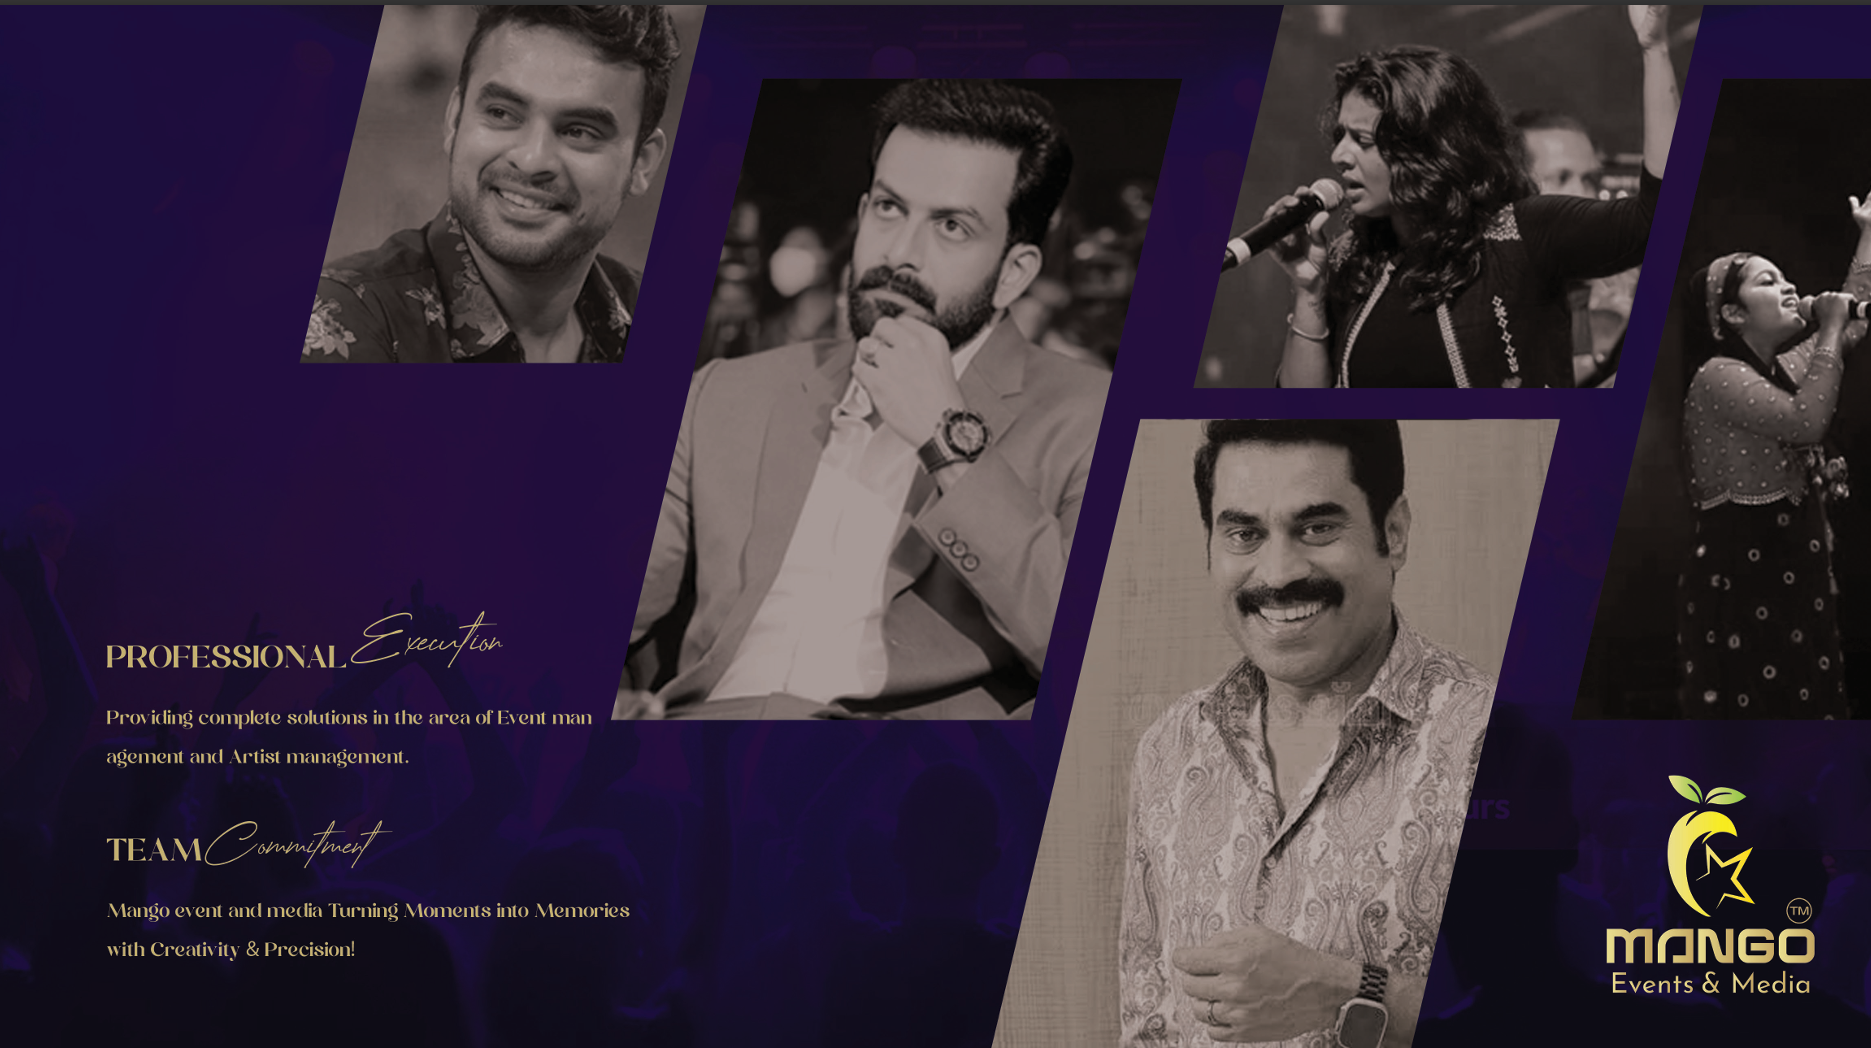 PROFESSIONAL Execution
Providing complete solutions in the area of Event man
agement and Artist management.
TEAM Commitment
Mango event and media Turning Moments into Memories
with Creativity & Precision!
urs
TM
MANGO
Events & Media